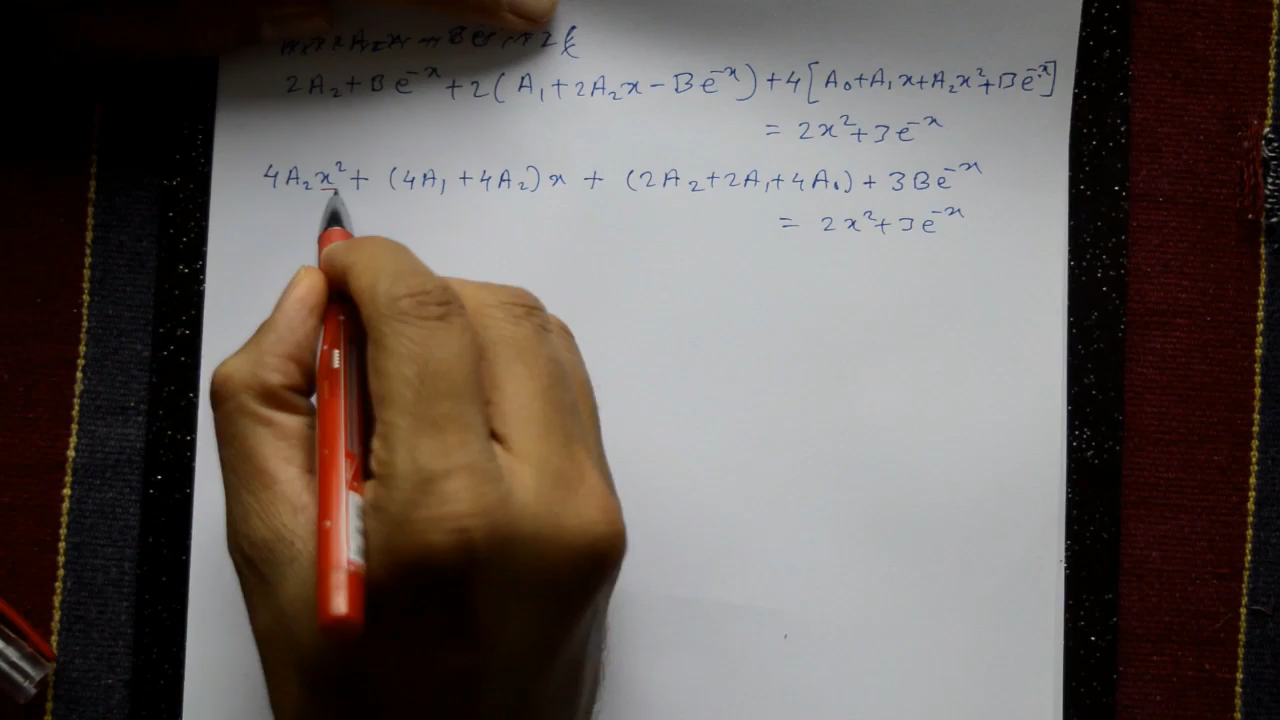 2A₂ + Be⁻ˣ + 2(A₁ + 2A₂x − Be⁻ˣ) + 4[A₀ + A₁x + A₂x² + Be⁻ˣ]
= 2x² + 3e⁻ˣ
4A₂x² + (4A₁ + 4A₂)x + (2A₂ + 2A₁ + 4A₀) + 3Be⁻ˣ
= 2x² + 3e⁻ˣ